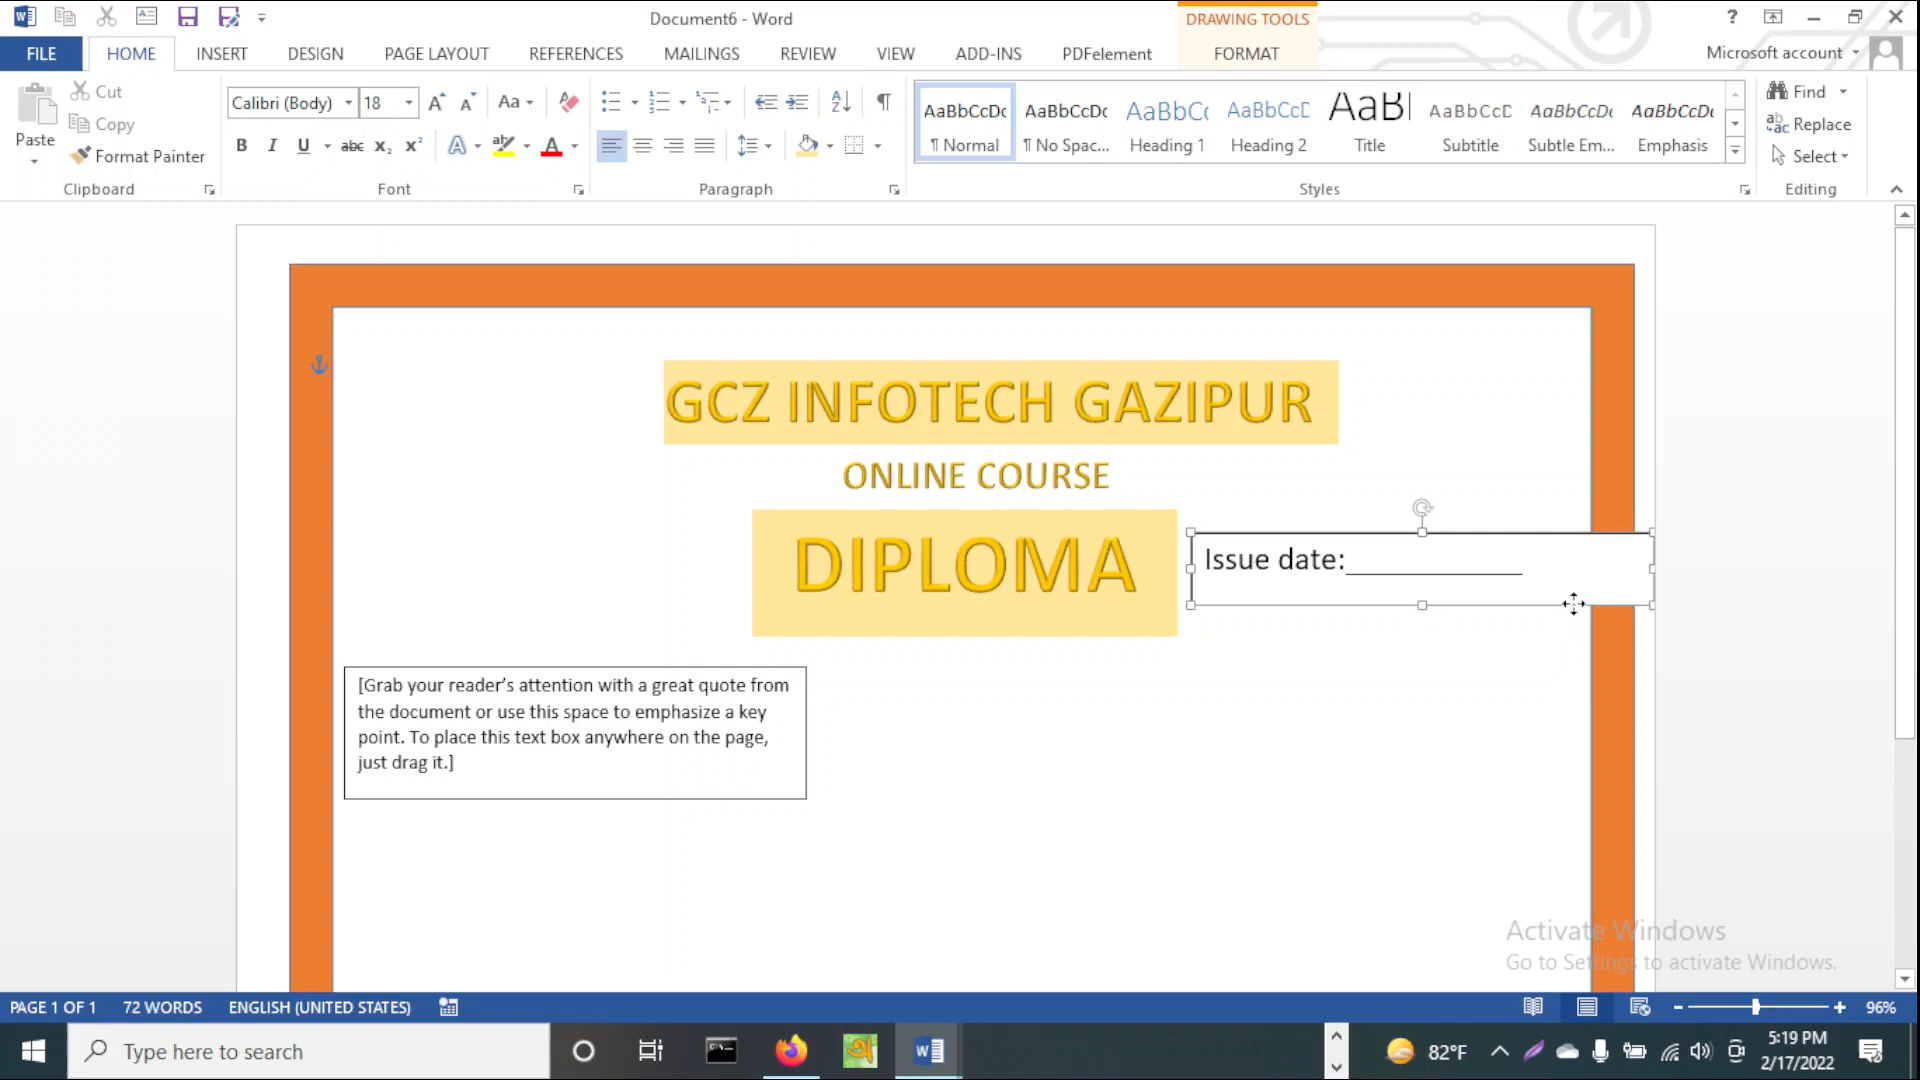 Document6 - Word
DRAWING TOOLS
?
FILE HOME INSERT DESIGN PAGE LAYOUT REFERENCES MAILINGS REVIEW VIEW ADD-INS PDFelement FORMAT
Microsoft account
Paste
Cut
Copy
Format Painter
Clipboard
Calibri (Body) 18
Font
Paragraph
AaBbCcDc AaBbCcDc AaBbCc AaBbCcD AaB AaBbCcD AaBbCcDc AaBbCcDc
¶ Normal ¶ No Spac... Heading 1 Heading 2 Title Subtitle Subtle Em... Emphasis
Styles
Find
Replace
Select
Editing
GCZ INFOTECH GAZIPUR
ONLINE COURSE
DIPLOMA
Issue date:____________
[Grab your reader’s attention with a great quote from
the document or use this space to emphasize a key
point. To place this text box anywhere on the page,
just drag it.]
Activate Windows
Go to Settings to activate Windows.
PAGE 1 OF 1 72 WORDS ENGLISH (UNITED STATES)
96%
Type here to search
82°F
5:19 PM
2/17/2022